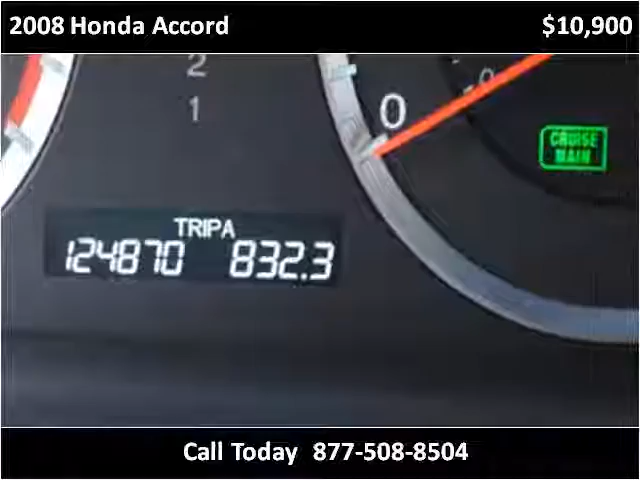 2008 Honda Accord $10,900
2
1
0
0
CRUISE
MAIN
TRIPA
124870 832.3
Call Today 877-508-8504